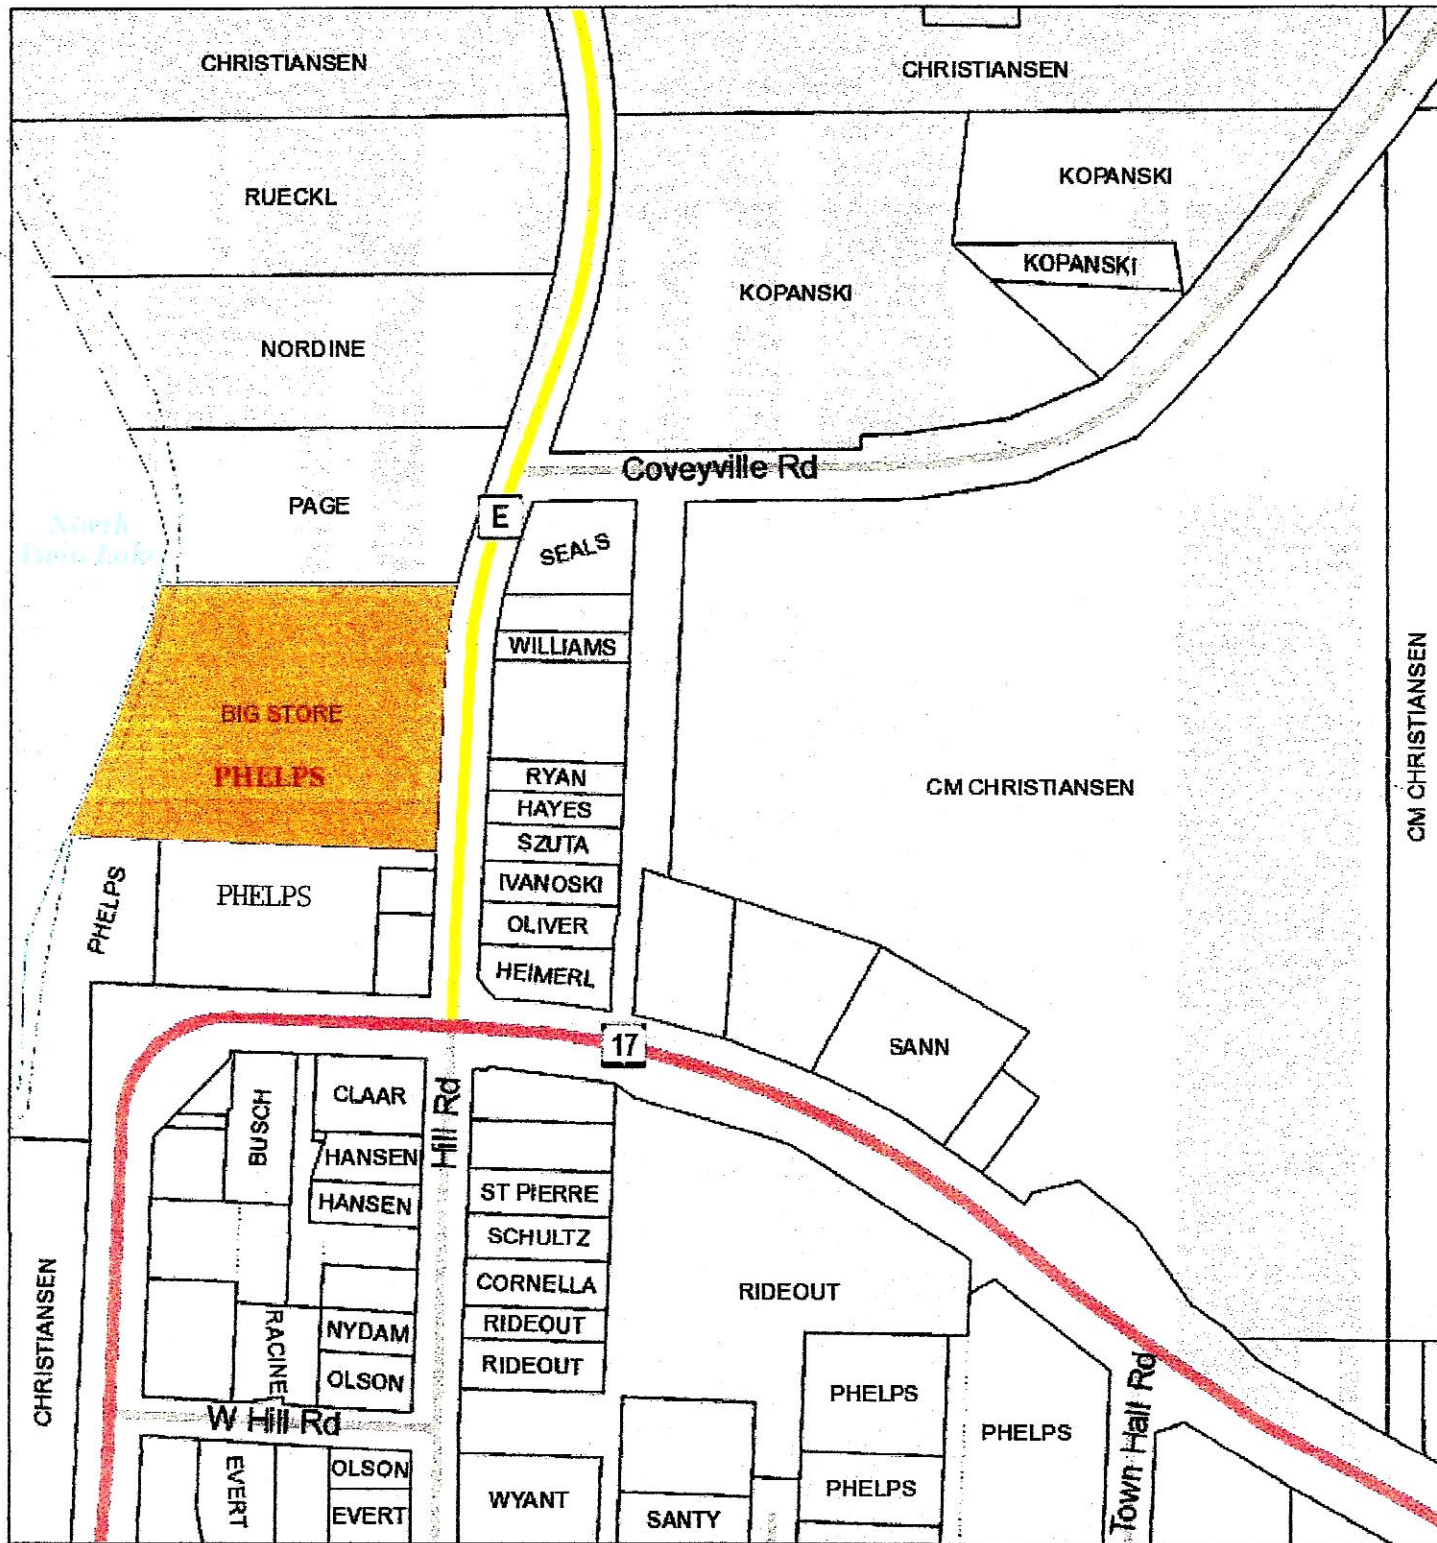 CHRISTIANSEN
CHRISTIANSEN
RUECKL
KOPANSKI
KOPANSKI
KOPANSKI
NORDINE
Coveyville Rd
PAGE
E
North
Twin Lake
SEALS
WILLIAMS
BIG STORE
PHELPS
RYAN
HAYES
SZUTA
IVANOSKI
OLIVER
HEIMERL
CM CHRISTIANSEN
CM CHRISTIANSEN
PHELPS
PHELPS
17
SANN
BUSCH
CLAAR
Hill Rd
HANSEN
HANSEN
ST PIERRE
SCHULTZ
CORNELLA
RIDEOUT
RIDEOUT
RIDEOUT
CHRISTIANSEN
RACINE
NYDAM
OLSON
W Hill Rd
EVERT
OLSON
EVERT
WYANT
SANTY
PHELPS
PHELPS
PHELPS
Town Hall Rd